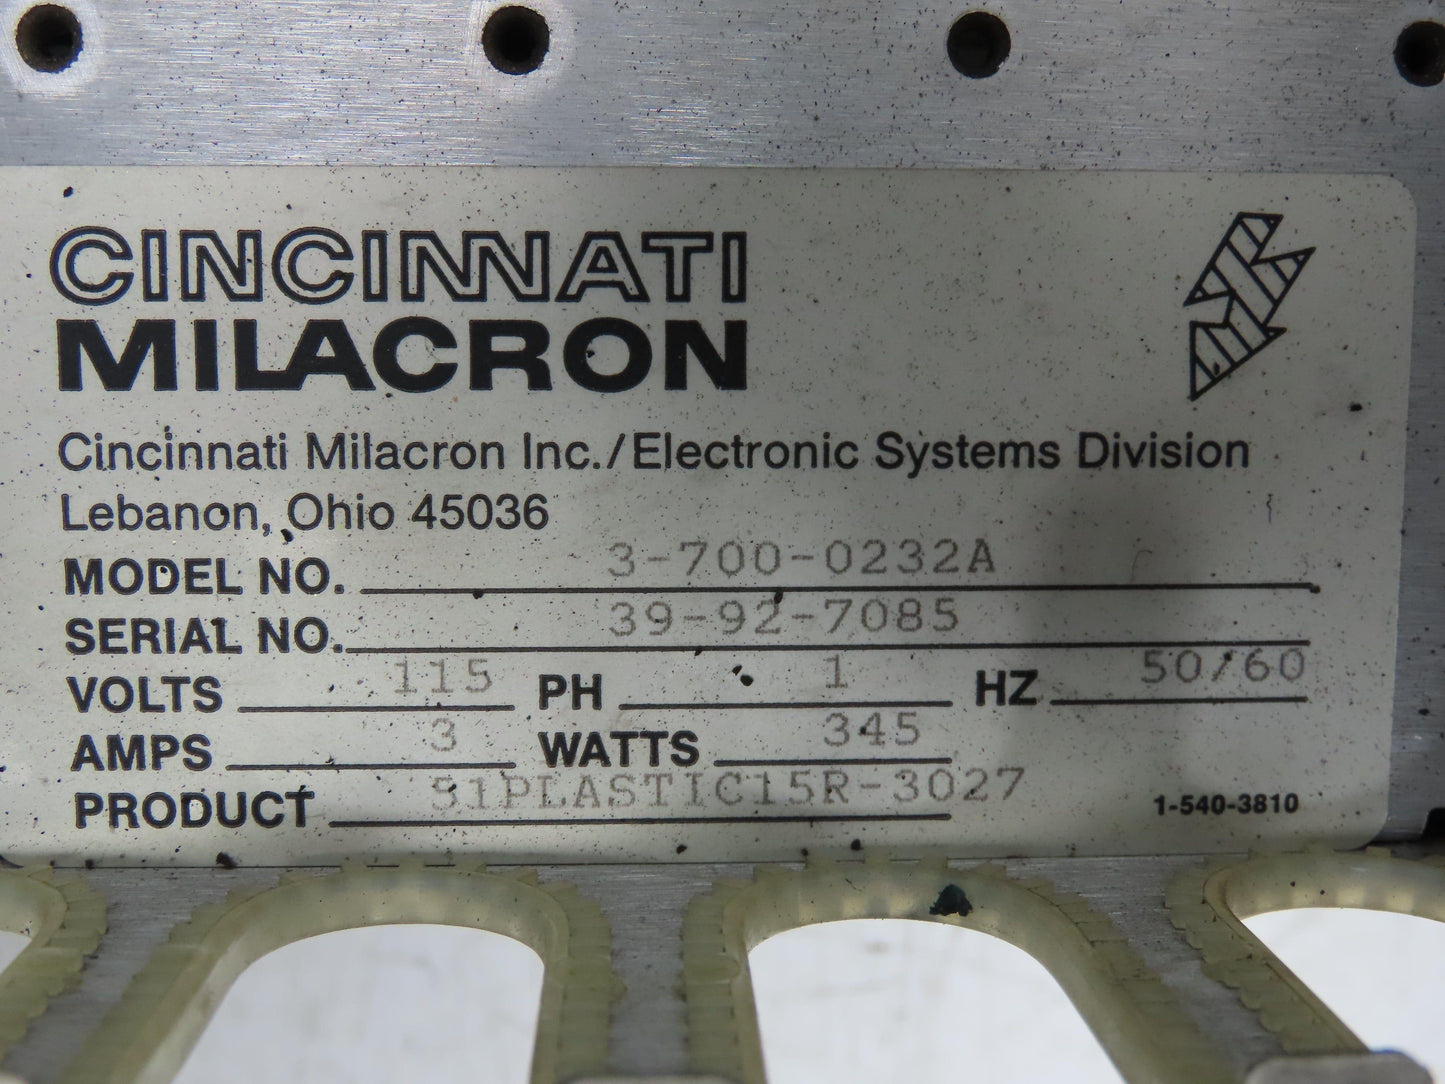 CINCINNATI
MILACRON
Cincinnati Milacron Inc./Electronic Systems Division
Lebanon, Ohio 45036
MODEL NO. 3-700-0232A
SERIAL NO. 39-92-7085
VOLTS 115 PH 1 HZ 50/60
AMPS 3 WATTS 345
PRODUCT 91PLASTIC15R-3027
1-540-3810